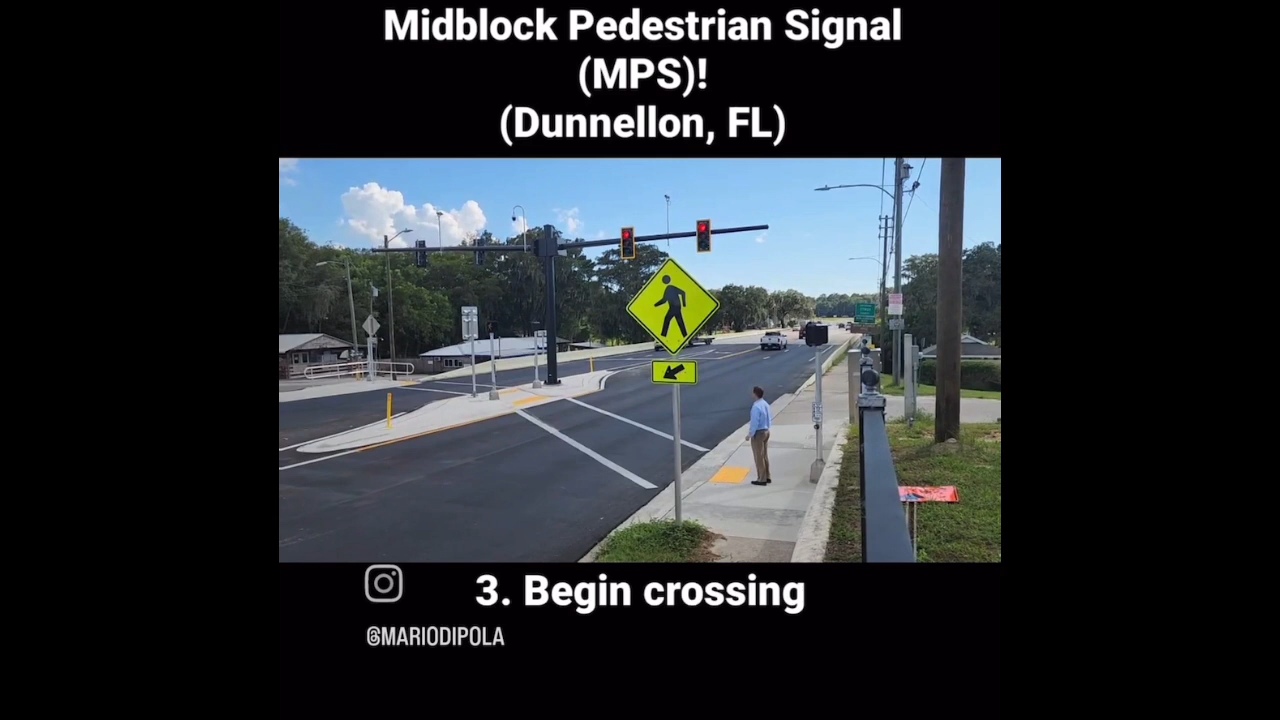 Midblock Pedestrian Signal
(MPS)!
(Dunnellon, FL)
3. Begin crossing
@MARIODIPOLA